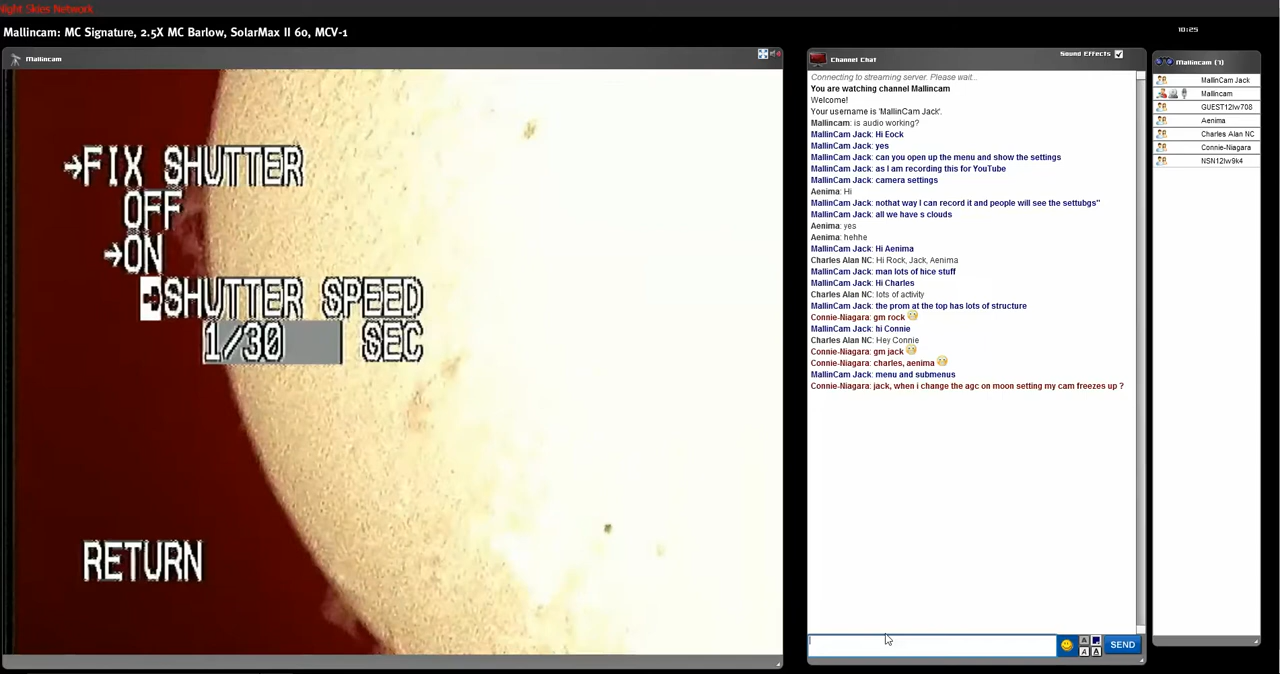 Night Skies Network
Mallincam: MC Signature, 2.5X MC Barlow, SolarMax II 60, MCV-1
10:25
Mallincam
→FIX SHUTTER
OFF
→ON
SHUTTER SPEED
1/30 SEC
RETURN
Channel Chat
Sound Effects
Connecting to streaming server. Please wait...
You are watching channel Mallincam
Welcome!
Your username is 'MallinCam Jack'.
Mallincam: is audio working?
MallinCam Jack: Hi Eock
MallinCam Jack: yes
MallinCam Jack: can you open up the menu and show the settings
MallinCam Jack: as I am recording this for YouTube
MallinCam Jack: camera settings
Aenima: Hi
MallinCam Jack: nothat way I can record it and people will see the settubgs"
MallinCam Jack: all we have s clouds
Aenima: yes
Aenima: hehhe
MallinCam Jack: Hi Aenima
Charles Alan NC: Hi Rock, Jack, Aenima
MallinCam Jack: man lots of hice stuff
MallinCam Jack: Hi Charles
Charles Alan NC: lots of activity
MallinCam Jack: the prom at the top has lots of structure
Connie-Niagara: gm rock
MallinCam Jack: hi Connie
Charles Alan NC: Hey Connie
Connie-Niagara: gm jack
Connie-Niagara: charles, aenima
MallinCam Jack: menu and submenus
Connie-Niagara: jack, when i change the agc on moon setting my cam freezes up ?
SEND
Mallincam (7)
MallinCam Jack
Mallincam
GUEST12lw708
Aenima
Charles Alan NC
Connie-Niagara
NSN12lw9k4